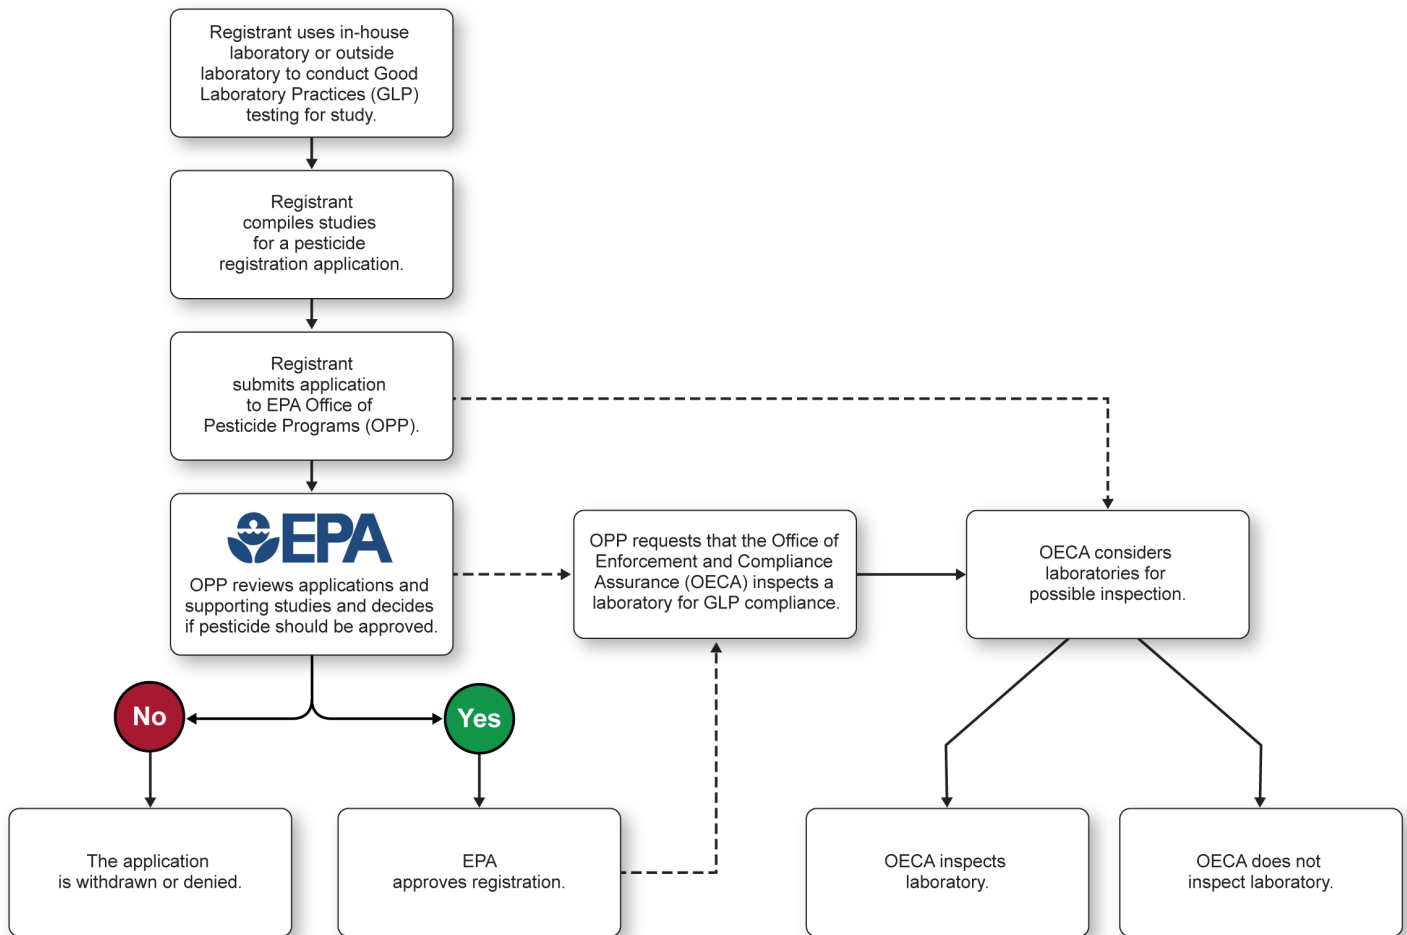 Registrant uses in-house
laboratory or outside
laboratory to conduct Good
Laboratory Practices (GLP)
testing for study.
Registrant
compiles studies
for a pesticide
registration application.
Registrant
submits application
to EPA Office of
Pesticide Programs (OPP).
EPA
OPP reviews applications and
supporting studies and decides
if pesticide should be approved.
OPP requests that the Office of
Enforcement and Compliance
Assurance (OECA) inspects a
laboratory for GLP compliance.
OECA considers
laboratories for
possible inspection.
No
Yes
The application
is withdrawn or denied.
EPA
approves registration.
OECA inspects
laboratory.
OECA does not
inspect laboratory.